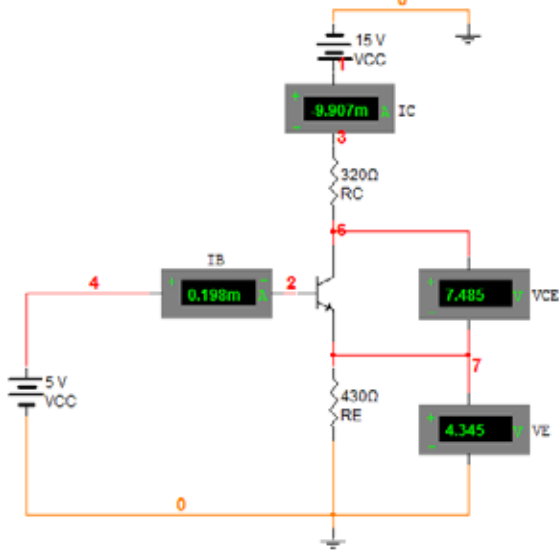 0
15 V
VCC
1
-9.907m A IC
3
320Ω
RC
5
IB
4
0.198m A
2
7.485 V VCE
7
5 V
VCC
430Ω
RE
4.345 V VE
0